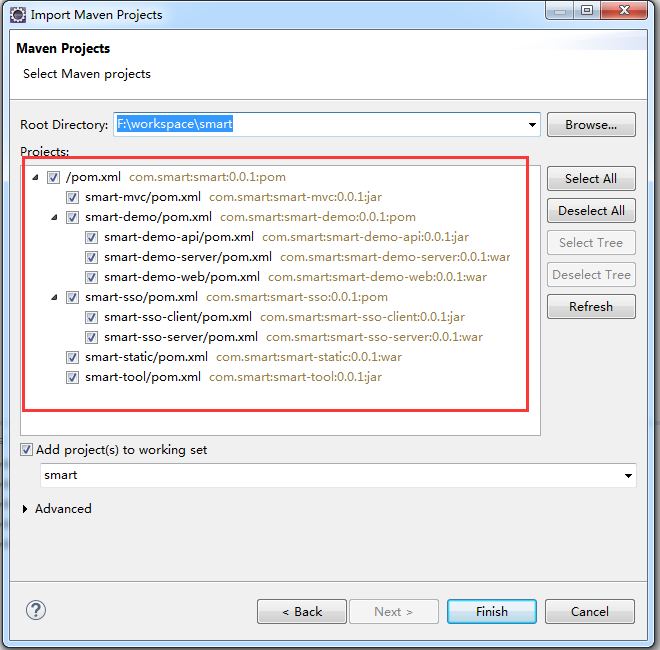 Import Maven Projects
Maven Projects
Select Maven projects
Root Directory: F:\workspace\smart Browse...
Projects:
/pom.xml com.smart:smart:0.0.1:pom Select All
smart-mvc/pom.xml com.smart:smart-mvc:0.0.1:jar
smart-demo/pom.xml com.smart:smart-demo:0.0.1:pom Deselect All
smart-demo-api/pom.xml com.smart:smart-demo-api:0.0.1:jar Select Tree
smart-demo-server/pom.xml com.smart:smart-demo-server:0.0.1:war
smart-demo-web/pom.xml com.smart:smart-demo-web:0.0.1:war Deselect Tree
smart-sso/pom.xml com.smart:smart-sso:0.0.1:pom Refresh
smart-sso-client/pom.xml com.smart:smart-sso-client:0.0.1:jar
smart-sso-server/pom.xml com.smart:smart-sso-server:0.0.1:war
smart-static/pom.xml com.smart:smart-static:0.0.1:war
smart-tool/pom.xml com.smart:smart-tool:0.0.1:jar
Add project(s) to working set
smart
Advanced
? < Back Next > Finish Cancel